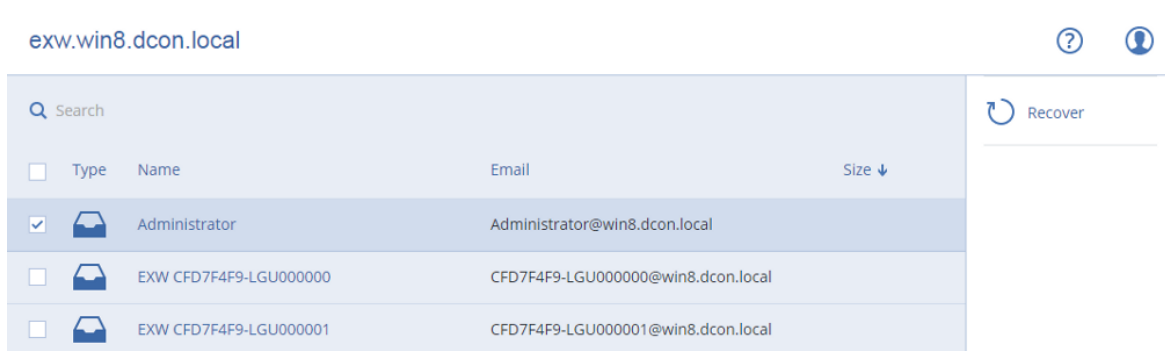 exw.win8.dcon.local
Search
Recover
Type Name Email Size
Administrator Administrator@win8.dcon.local
EXW CFD7F4F9-LGU000000 CFD7F4F9-LGU000000@win8.dcon.local
EXW CFD7F4F9-LGU000001 CFD7F4F9-LGU000001@win8.dcon.local